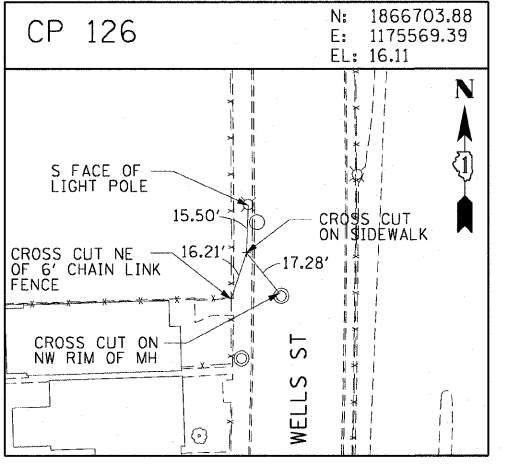 CP 126
N: 1866703.88
E: 1175569.39
EL: 16.11
N
1
S FACE OF
LIGHT POLE
15.50'
CROSS CUT
ON SIDEWALK
16.21'
17.28'
CROSS CUT NE
OF 6' CHAIN LINK
FENCE
CROSS CUT ON
NW RIM OF MH
WELLS ST